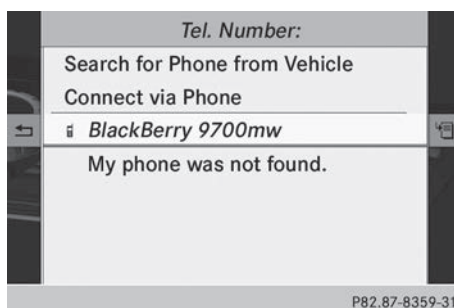 Tel. Number:
Search for Phone from Vehicle
Connect via Phone
BlackBerry 9700mw
My phone was not found.
P82.87-8359-31